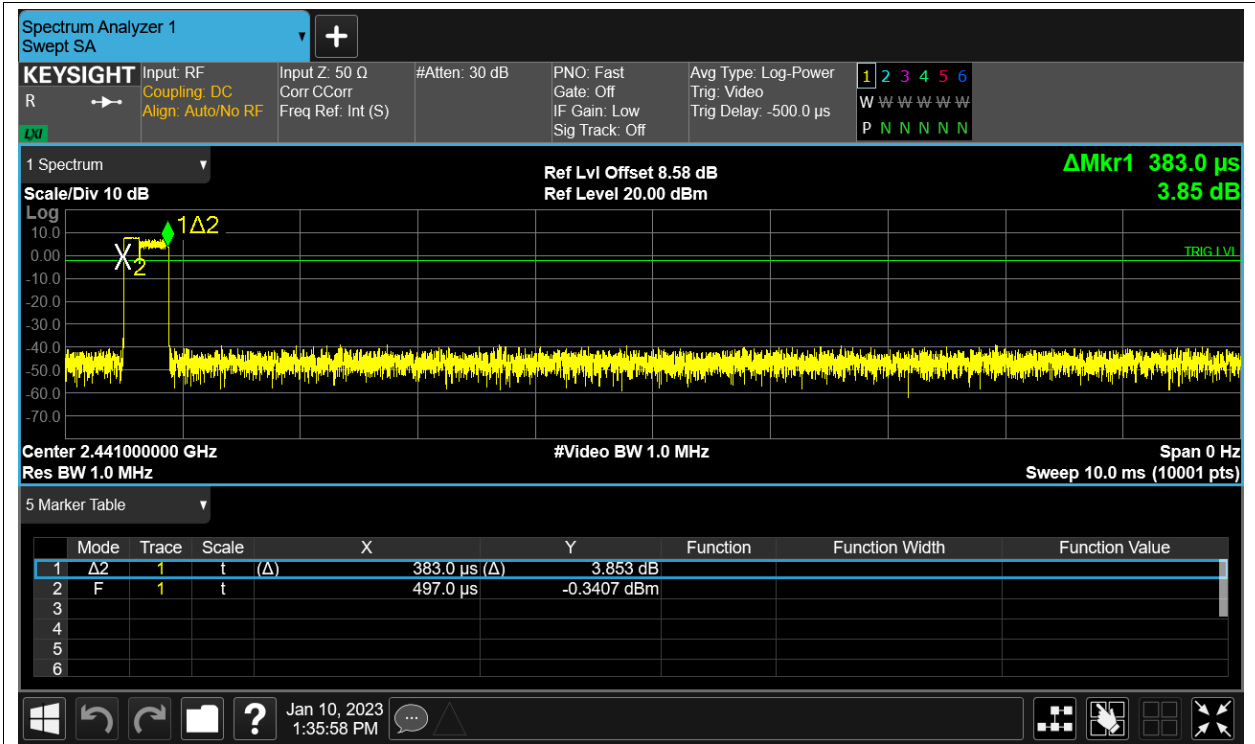 Spectrum Analyzer 1
Swept SA
KEYSIGHT Input: RF Input Z: 50 Ω #Atten: 30 dB PNO: Fast Avg Type: Log-Power 1 2 3 4 5 6
R Coupling: DC Corr CCorr Gate: Off Trig: Video W W W W W W
Align: Auto/No RF Freq Ref: Int (S) IF Gain: Low Trig Delay: -500.0 µs
LXI Sig Track: Off P N N N N N
1 Spectrum Ref Lvl Offset 8.58 dB ΔMkr1 383.0 µs
Scale/Div 10 dB Ref Level 20.00 dBm 3.85 dB
Log
1Δ2
10.0
0.00 X TRIG LVL
2
-10.0
-20.0
-30.0
-40.0
-50.0
-60.0
-70.0
Center 2.441000000 GHz #Video BW 1.0 MHz Span 0 Hz
Res BW 1.0 MHz Sweep 10.0 ms (10001 pts)
5 Marker Table
Mode Trace Scale X Y Function Function Width Function Value
1 Δ2 1 t (Δ) 383.0 µs (Δ) 3.853 dB
2 F 1 t 497.0 µs -0.3407 dBm
3
4
5
6
? Jan 10, 2023
1:35:58 PM